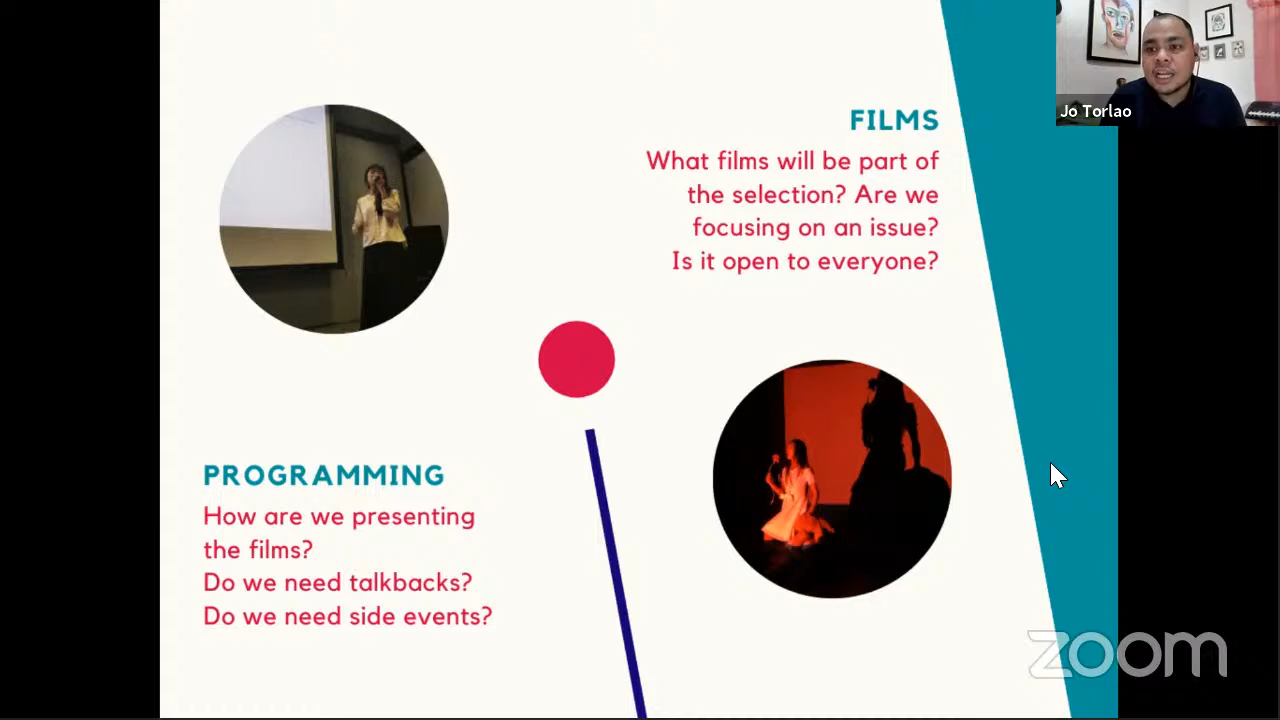 Jo Torlao
FILMS
What films will be part of
the selection? Are we
focusing on an issue?
Is it open to everyone?
PROGRAMMING
How are we presenting
the films?
Do we need talkbacks?
Do we need side events?
zoom